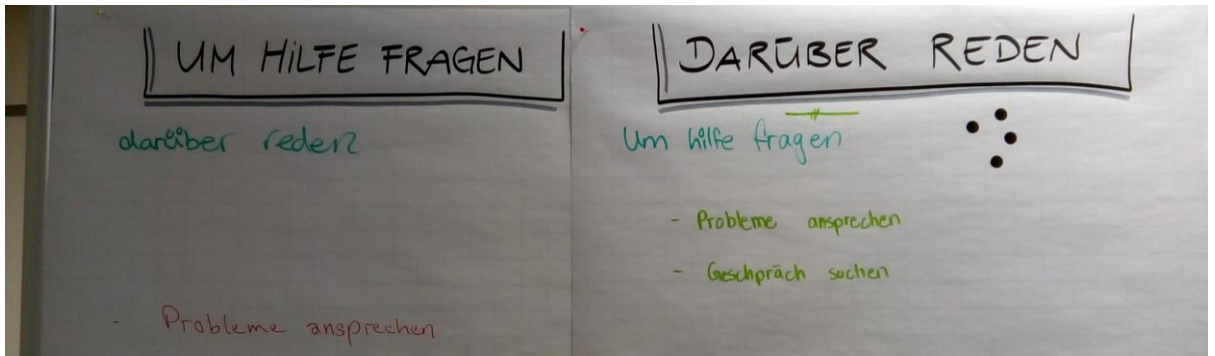 UM HILFE FRAGEN
darüber reden
- Probleme ansprechen
DARÜBER REDEN
Um hilfe fragen
- Probleme ansprechen
- Geschpräch suchen